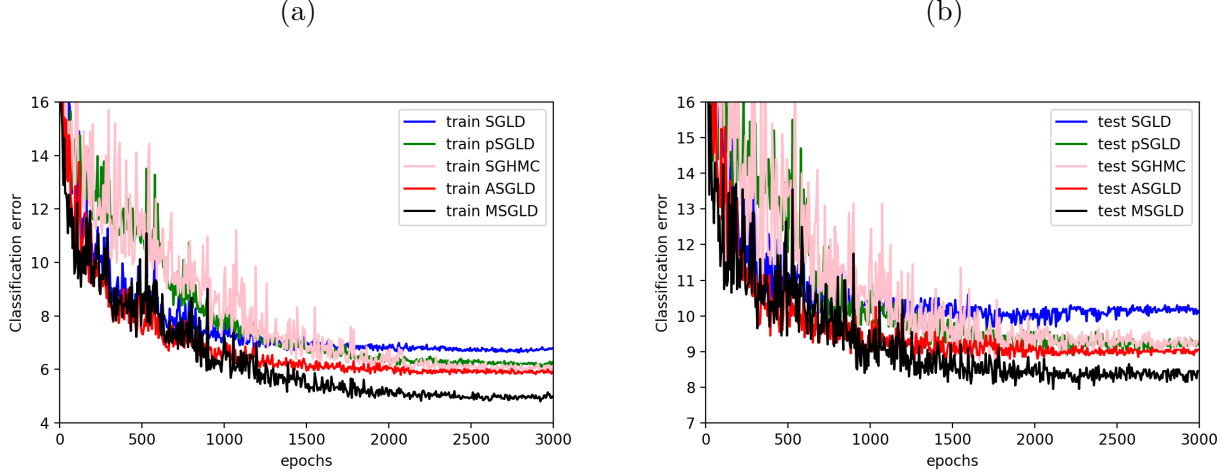 (a)
(b)
16
14
12
10
8
6
4
0
500
1000
1500
2000
2500
3000
epochs
Classification error
train SGLD
train pSGLD
train SGHMC
train ASGLD
train MSGLD
16
15
14
13
12
11
10
9
8
7
0
500
1000
1500
2000
2500
3000
epochs
Classification error
test SGLD
test pSGLD
test SGHMC
test ASGLD
test MSGLD